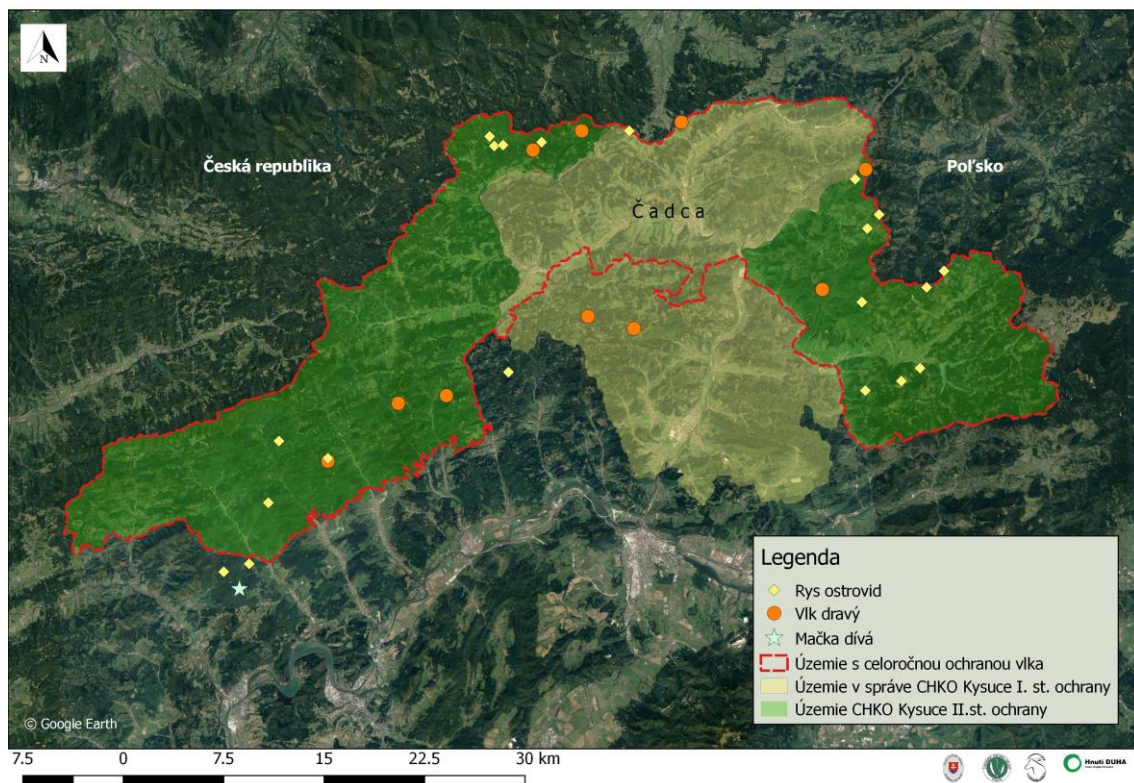 N
Česká republika
Poľsko
Čadca
Legenda
Rys ostrovid
Vlk dravý
Mačka dívá
Územie s celoročnou ochranou vlka
Územie v správe CHKO Kysuce I. st. ochrany
Územie CHKO Kysuce II.st. ochrany
© Google Earth
7.5 0 7.5 15 22.5 30 km
Hnutí DUHA